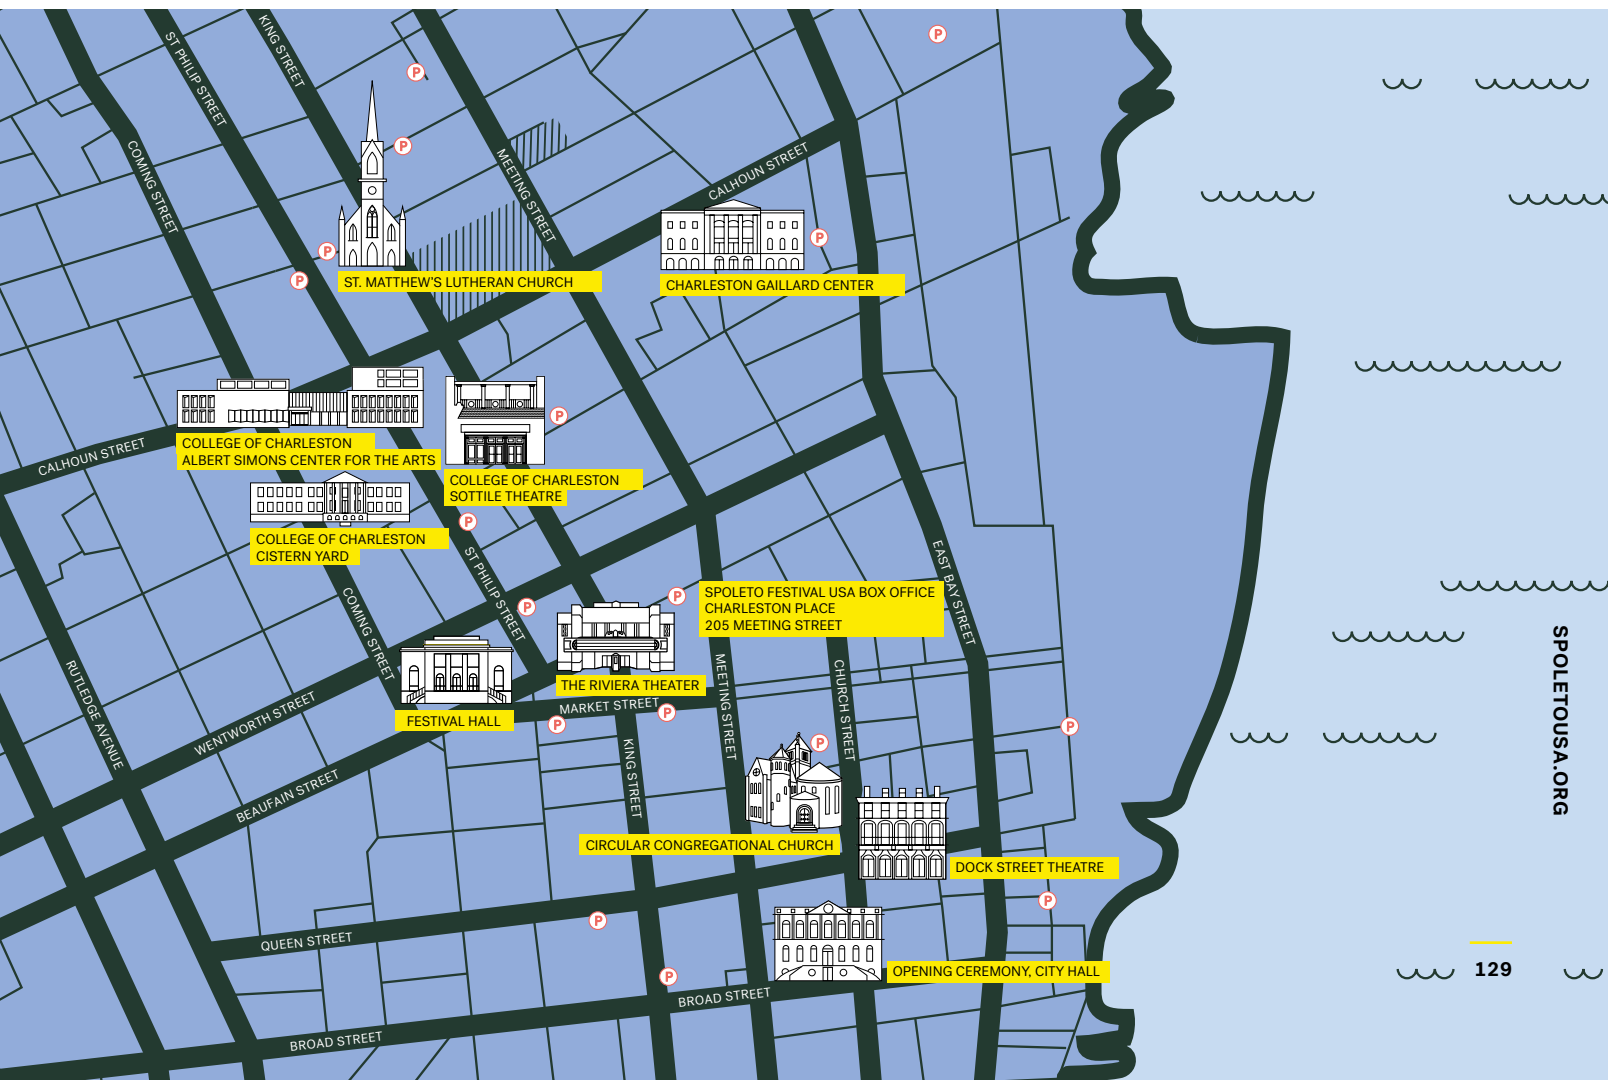 KING STREET
ST PHILIP STREET
P
P
P
COMING STREET
MEETING STREET
CALHOUN STREET
P
P
P
ST. MATTHEW'S LUTHERAN CHURCH
CHARLESTON GAILLARD CENTER
P
CALHOUN STREET
COLLEGE OF CHARLESTON
ALBERT SIMONS CENTER FOR THE ARTS
COLLEGE OF CHARLESTON
SOTTILE THEATRE
P
COLLEGE OF CHARLESTON
CISTERN YARD
ST PHILIP STREET
EAST BAY STREET
P
P
SPOLETO FESTIVAL USA BOX OFFICE
CHARLESTON PLACE
205 MEETING STREET
COMING STREET
RUTLEDGE AVENUE
WENTWORTH STREET
THE RIVIERA THEATER
MARKET STREET
FESTIVAL HALL
P
P
MEETING STREET
CHURCH STREET
P
P
KING STREET
BEAUFAIN STREET
CIRCULAR CONGREGATIONAL CHURCH
DOCK STREET THEATRE
P
P
QUEEN STREET
P
OPENING CEREMONY, CITY HALL
BROAD STREET
BROAD STREET
SPOLETOUSA.ORG
129